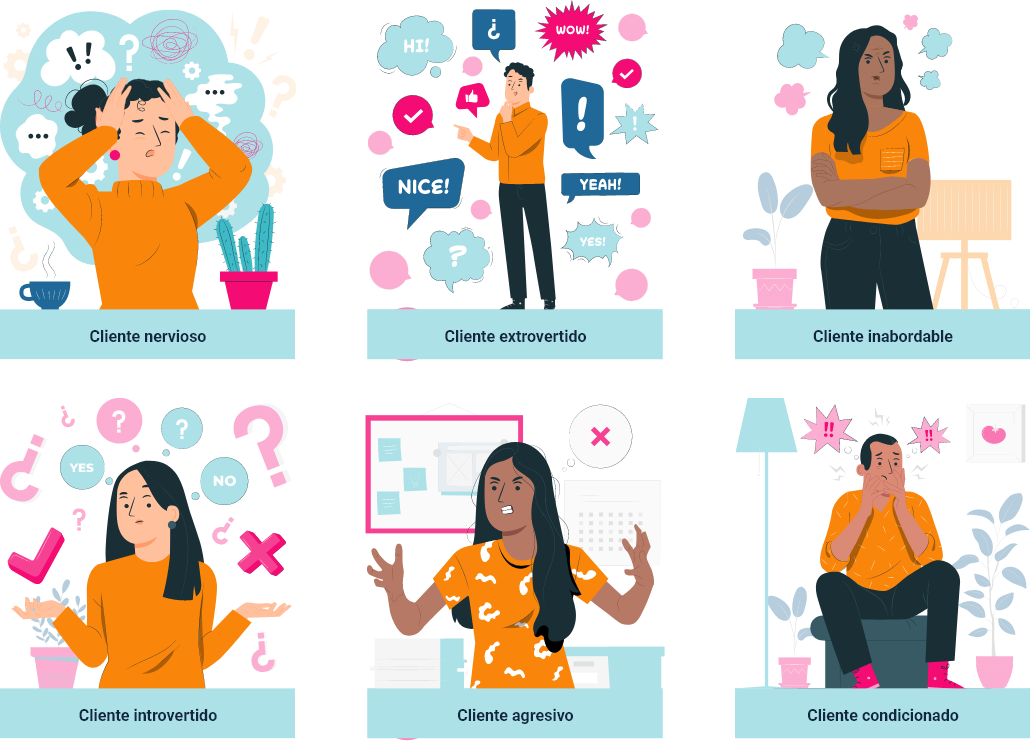 !!
?
...
...
!
Cliente nervioso
HI!
¿
WOW!
!
!
NICE!
YEAH!
?
YES!
Cliente extrovertido
Cliente inabordable
¿
?
?
?
¿
YES
NO
?
¿
¿
Cliente introvertido
Cliente agresivo
!!
!!
Cliente condicionado